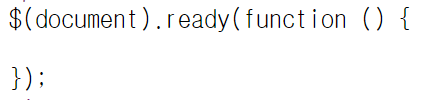 $(document).ready(function () {
});